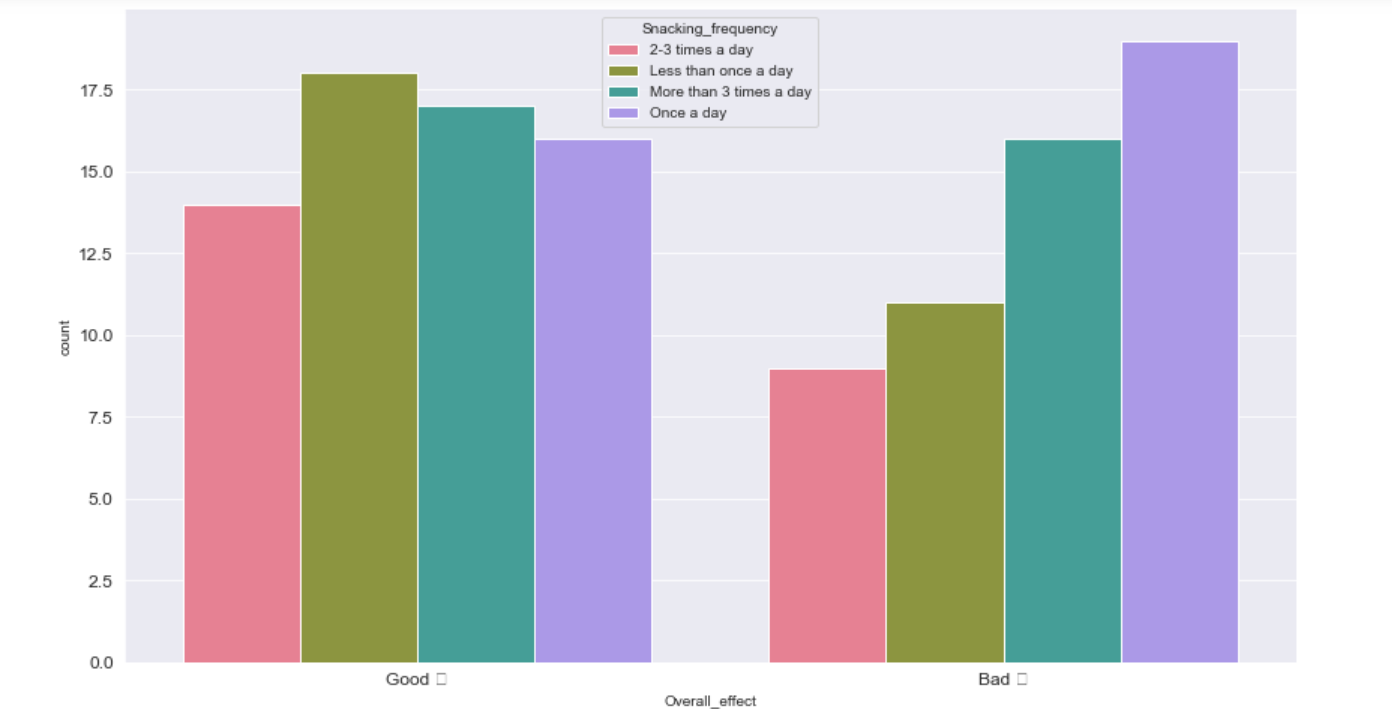 Snacking_frequency
2-3 times a day
Less than once a day
More than 3 times a day
Once a day
17.5
15.0
12.5
10.0
7.5
5.0
2.5
0.0
count
Good □
Bad □
Overall_effect